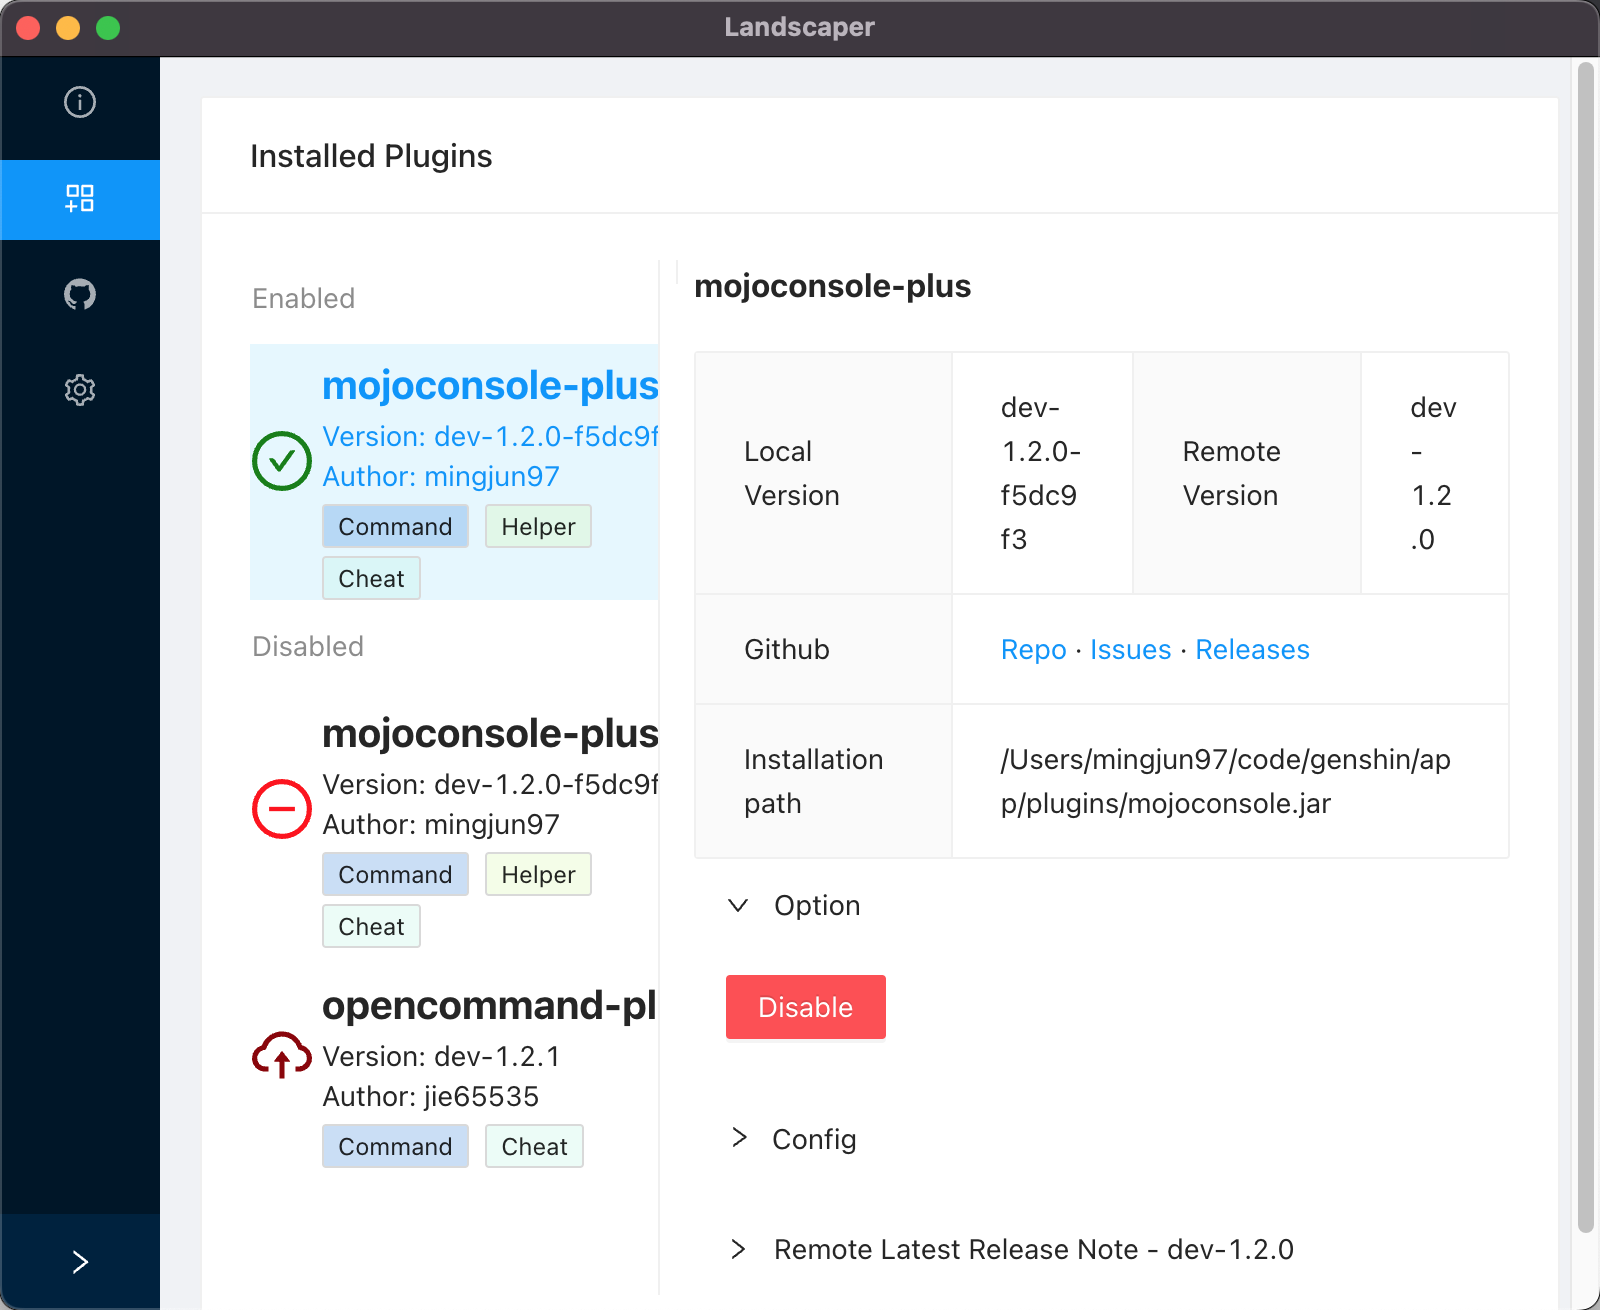 Landscaper
Installed Plugins
Enabled
mojoconsole-plus
Version: dev-1.2.0-f5dc9f
Author: mingjun97
Command
Helper
Cheat
Disabled
mojoconsole-plus
Version: dev-1.2.0-f5dc9f
Author: mingjun97
Command
Helper
Cheat
opencommand-pl
Version: dev-1.2.1
Author: jie65535
Command
Cheat
mojoconsole-plus
Local
Version
dev-
1.2.0-
f5dc9
f3
Remote
Version
dev
-
1.2
.0
Github
Repo · Issues · Releases
Installation
path
/Users/mingjun97/code/genshin/ap
p/plugins/mojoconsole.jar
Option
Disable
Config
Remote Latest Release Note - dev-1.2.0